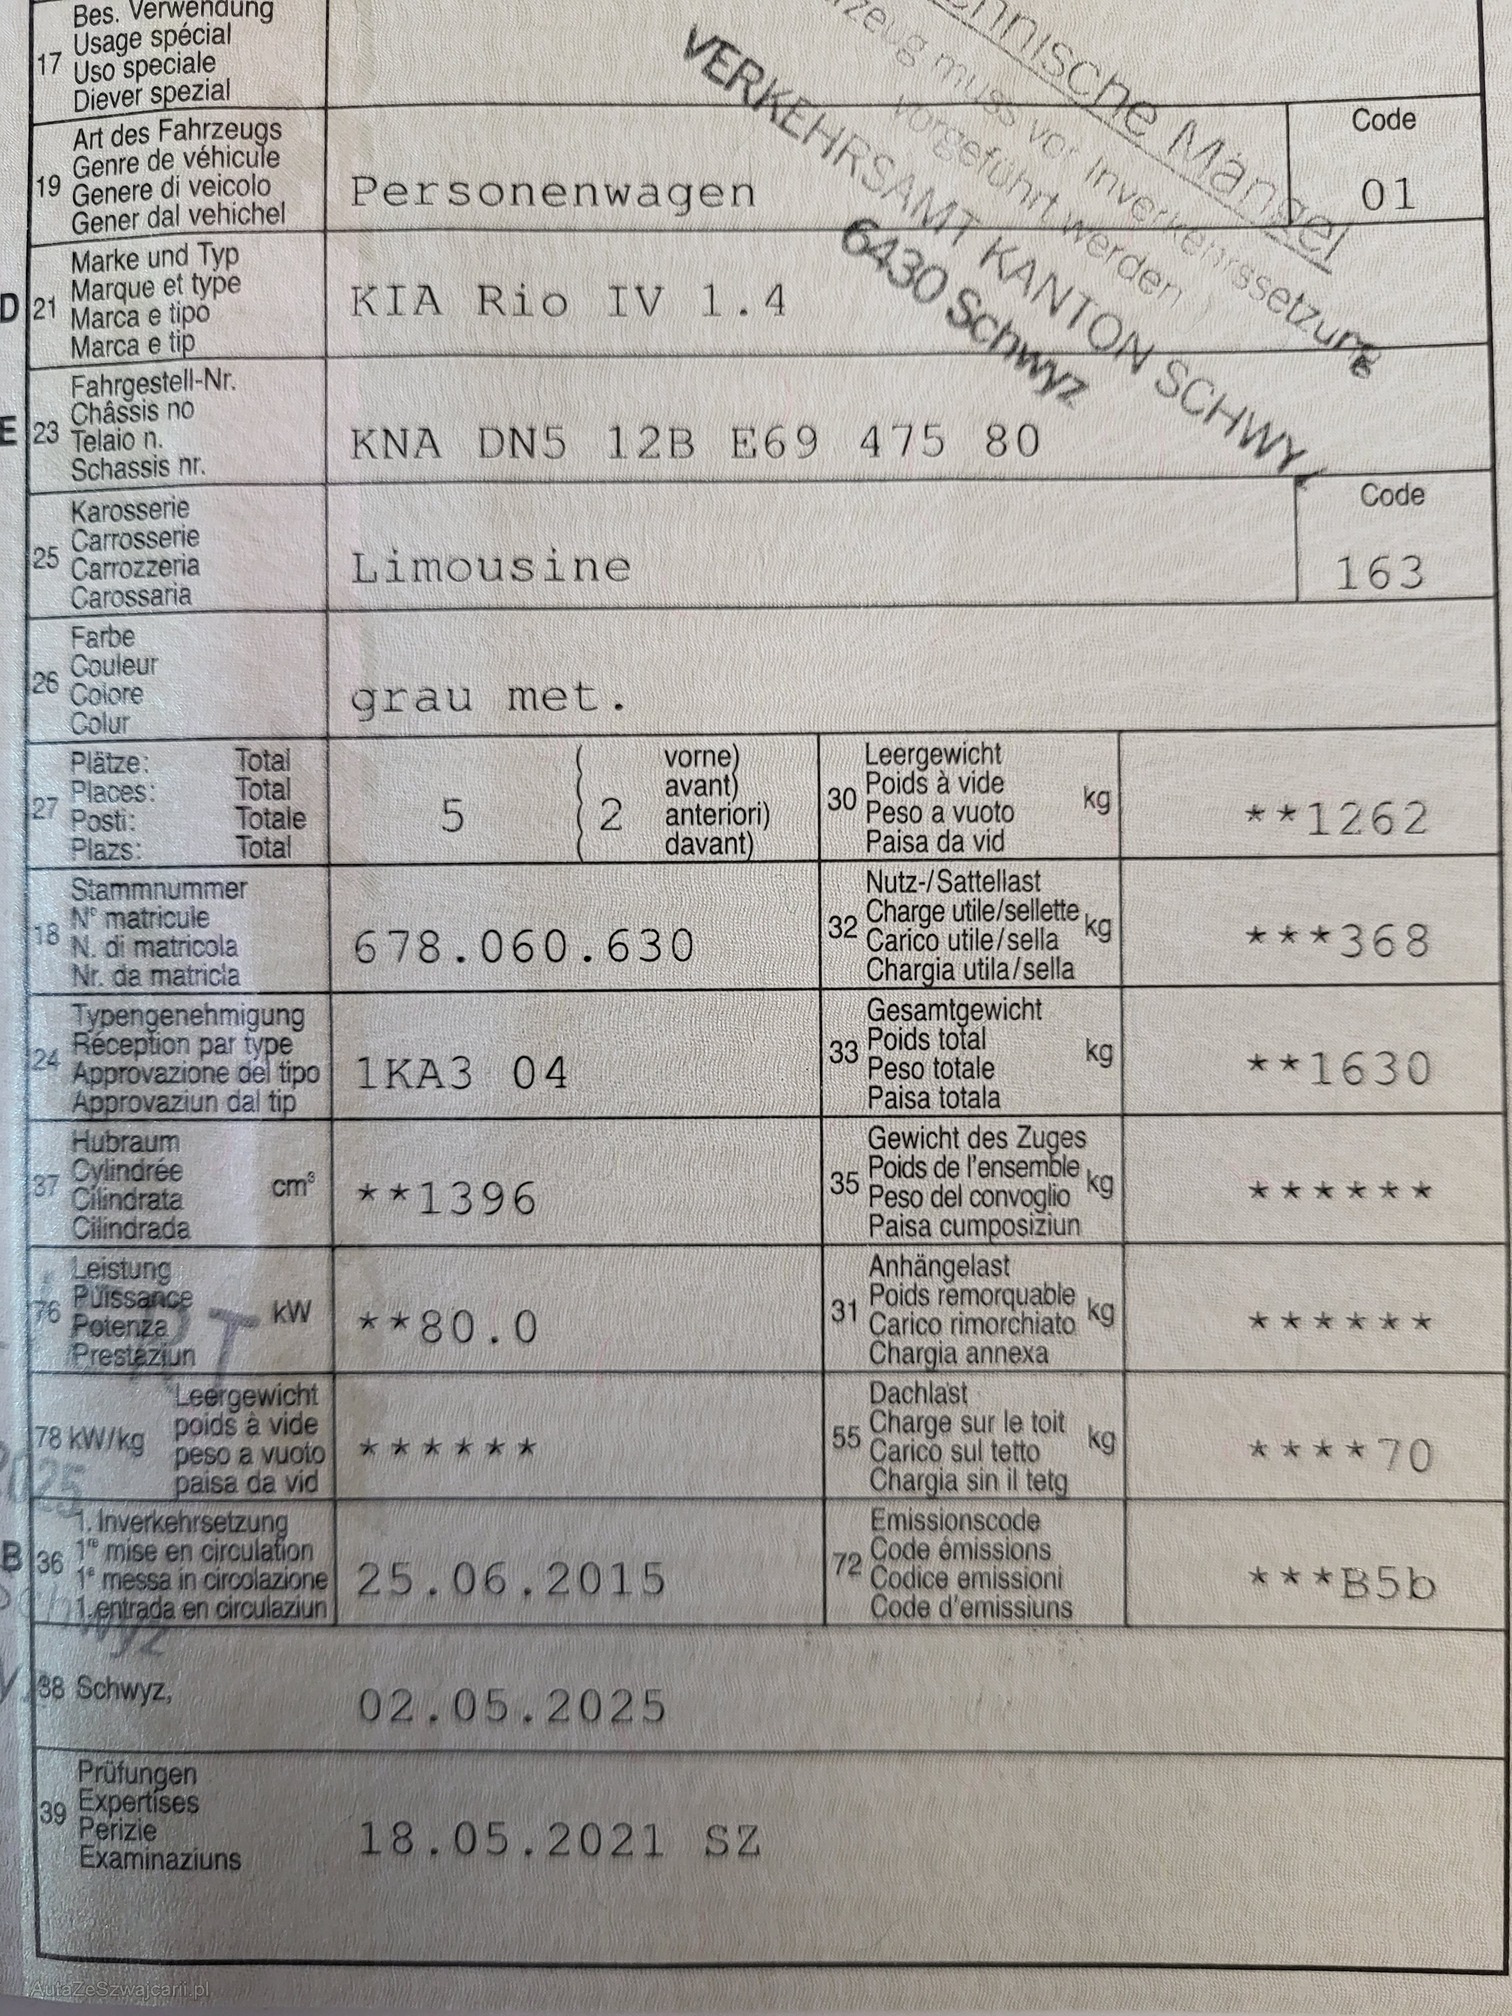 Bes. Verwendung
17 Usage spécial
Uso speciale
Diever spezial
Technische Mängel
muss vor Inverkehrssetzung
vorgeführt werden
VERKEHRSAMT KANTON SCHWYZ
6430 Schwyz
Art des Fahrzeugs
Genre de véhicule
19 Genere di veicolo
Gener dal vehichel
Personenwagen
Code
01
Marke und Typ
D 21 Marque et type
Marca e tipo
Marca e tip
KIA Rio IV 1.4
Fahrgestell-Nr.
E 23 Châssis no
Telaio n.
Schassis nr.
KNA DN5 12B E69 475 80
Karosserie
25 Carrosserie
Carrozzeria
Carossaria
Limousine
Code
163
Farbe
26 Couleur
Colore
Colur
grau met.
Plätze: Total
27 Places: Total
Posti: Totale
Plazs: Total
5 ( 2 vorne)
avant)
anteriori)
davant)
Leergewicht
30 Poids à vide kg
Peso a vuoto
Paisa da vid
**1262
Stammnummer
18 N° matricule
N. di matricola
Nr. da matricla
678.060.630
Nutz-/Sattellast
32 Charge utile/sellette kg
Carico utile/sella
Chargia utila/sella
***368
Typengenehmigung
24 Réception par type
Approvazione del tipo
Approvaziun dal tip
1KA3 04
Gesamtgewicht
33 Poids total kg
Peso totale
Paisa totala
**1630
Hubraum
37 Cylindrée cm³
Cilindrata
Cilindrada
**1396
Gewicht des Zuges
35 Poids de l'ensemble kg
Peso del convoglio
Paisa cumposiziun
******
Leistung
76 Puissance kW
Potenza
Prestaziun
**80.0
Anhängelast
31 Poids remorquable kg
Carico rimorchiato
Chargia annexa
******
Leergewicht
78 kW/kg poids à vide
peso a vuoto
paisa da vid
******
Dachlast
55 Charge sur le toit kg
Carico sul tetto
Chargia sin il tetg
****70
1. Inverkehrsetzung
B 36 1re mise en circulation
1a messa in circolazione
1. entrada en circulaziun
25.06.2015
Emissionscode
72 Code émissions
Codice emissioni
Code d'emissiuns
***B5b
38 Schwyz,
02.05.2025
Prüfungen
39 Expertises
Perizie
Examinaziuns
18.05.2021 SZ
AutaZeSzwajcarii.pl